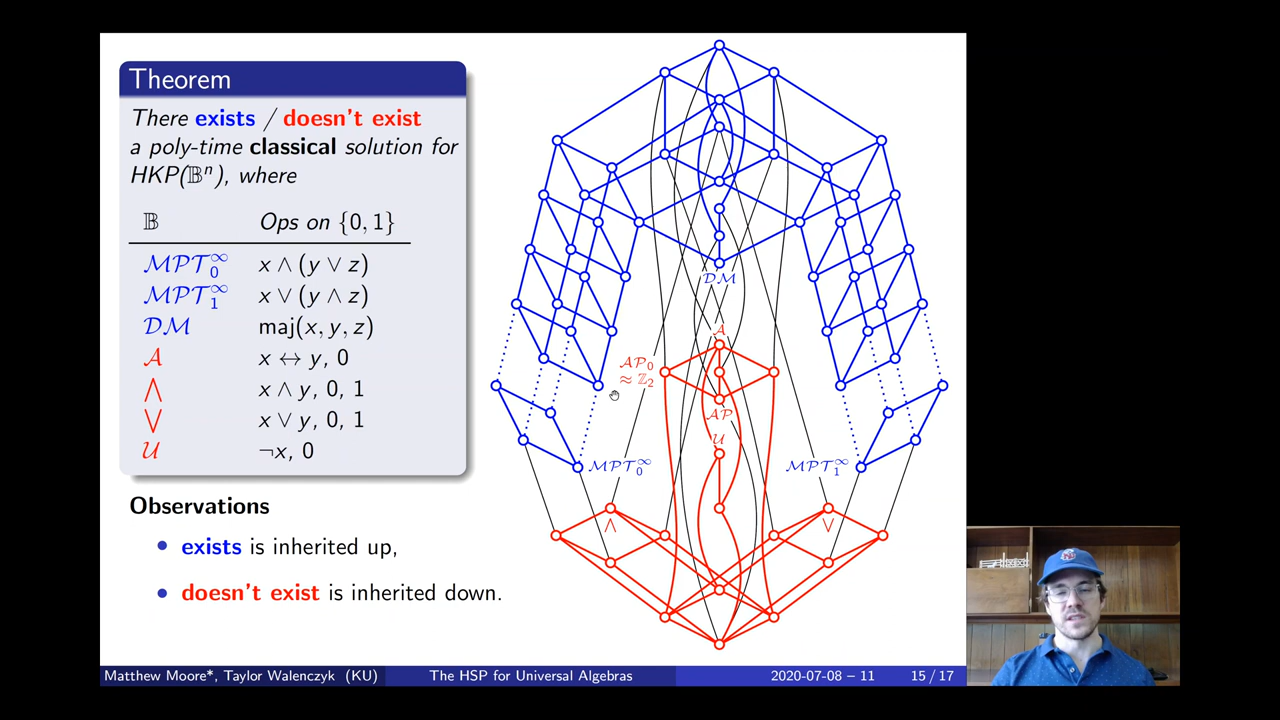 Theorem
There exists / doesn't exist
a poly-time classical solution for
HKP(𝔹ⁿ), where
𝔹 Ops on {0, 1}
ℳ𝒫𝒯₀^∞ x ∧ (y ∨ z)
ℳ𝒫𝒯₁^∞ x ∨ (y ∧ z)
𝒟ℳ maj(x, y, z)
𝒜 x ↔ y, 0
⋀ x ∧ y, 0, 1
⋁ x ∨ y, 0, 1
𝒰 ¬x, 0
Observations
• exists is inherited up,
• doesn't exist is inherited down.
𝒟ℳ
𝒜
𝒜𝒫₀
≈ ℤ₂
𝒜𝒫
𝒰
ℳ𝒫𝒯₀^∞
ℳ𝒫𝒯₁^∞
⋀
⋁
Matthew Moore*, Taylor Walenczyk (KU) The HSP for Universal Algebras 2020-07-08 – 11 15 / 17